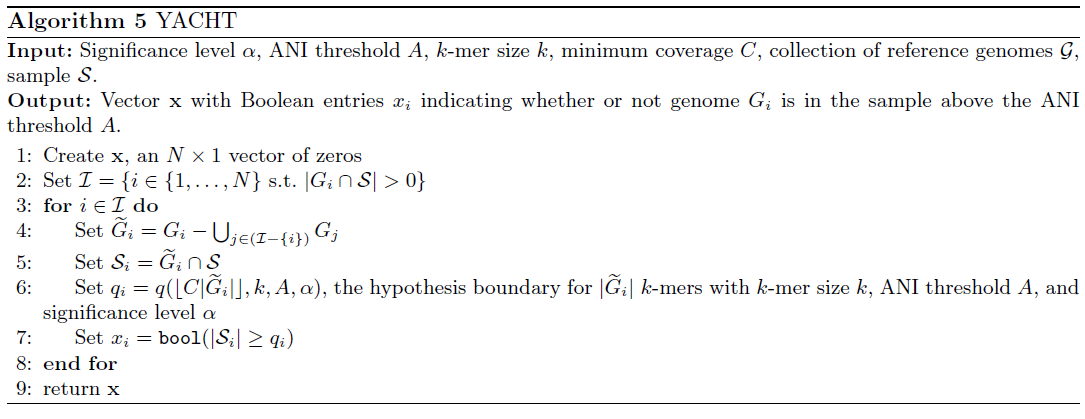 Algorithm 5 YACHT
Input: Significance level α, ANI threshold A, k-mer size k, minimum coverage C, collection of reference genomes 𝒢,
sample 𝒮.
Output: Vector x with Boolean entries xᵢ indicating whether or not genome Gᵢ is in the sample above the ANI
threshold A.
1: Create x, an N × 1 vector of zeros
2: Set ℐ = {i ∈ {1, . . . , N} s.t. |Gᵢ ∩ 𝒮| > 0}
3: for i ∈ ℐ do
4: Set G̃ᵢ = Gᵢ − ⋃_{j∈(ℐ−{i})} Gⱼ
5: Set 𝒮ᵢ = G̃ᵢ ∩ 𝒮
6: Set qᵢ = q(⌊C|G̃ᵢ|⌋, k, A, α), the hypothesis boundary for |G̃ᵢ| k-mers with k-mer size k, ANI threshold A, and
significance level α
7: Set xᵢ = bool(|𝒮ᵢ| ≥ qᵢ)
8: end for
9: return x